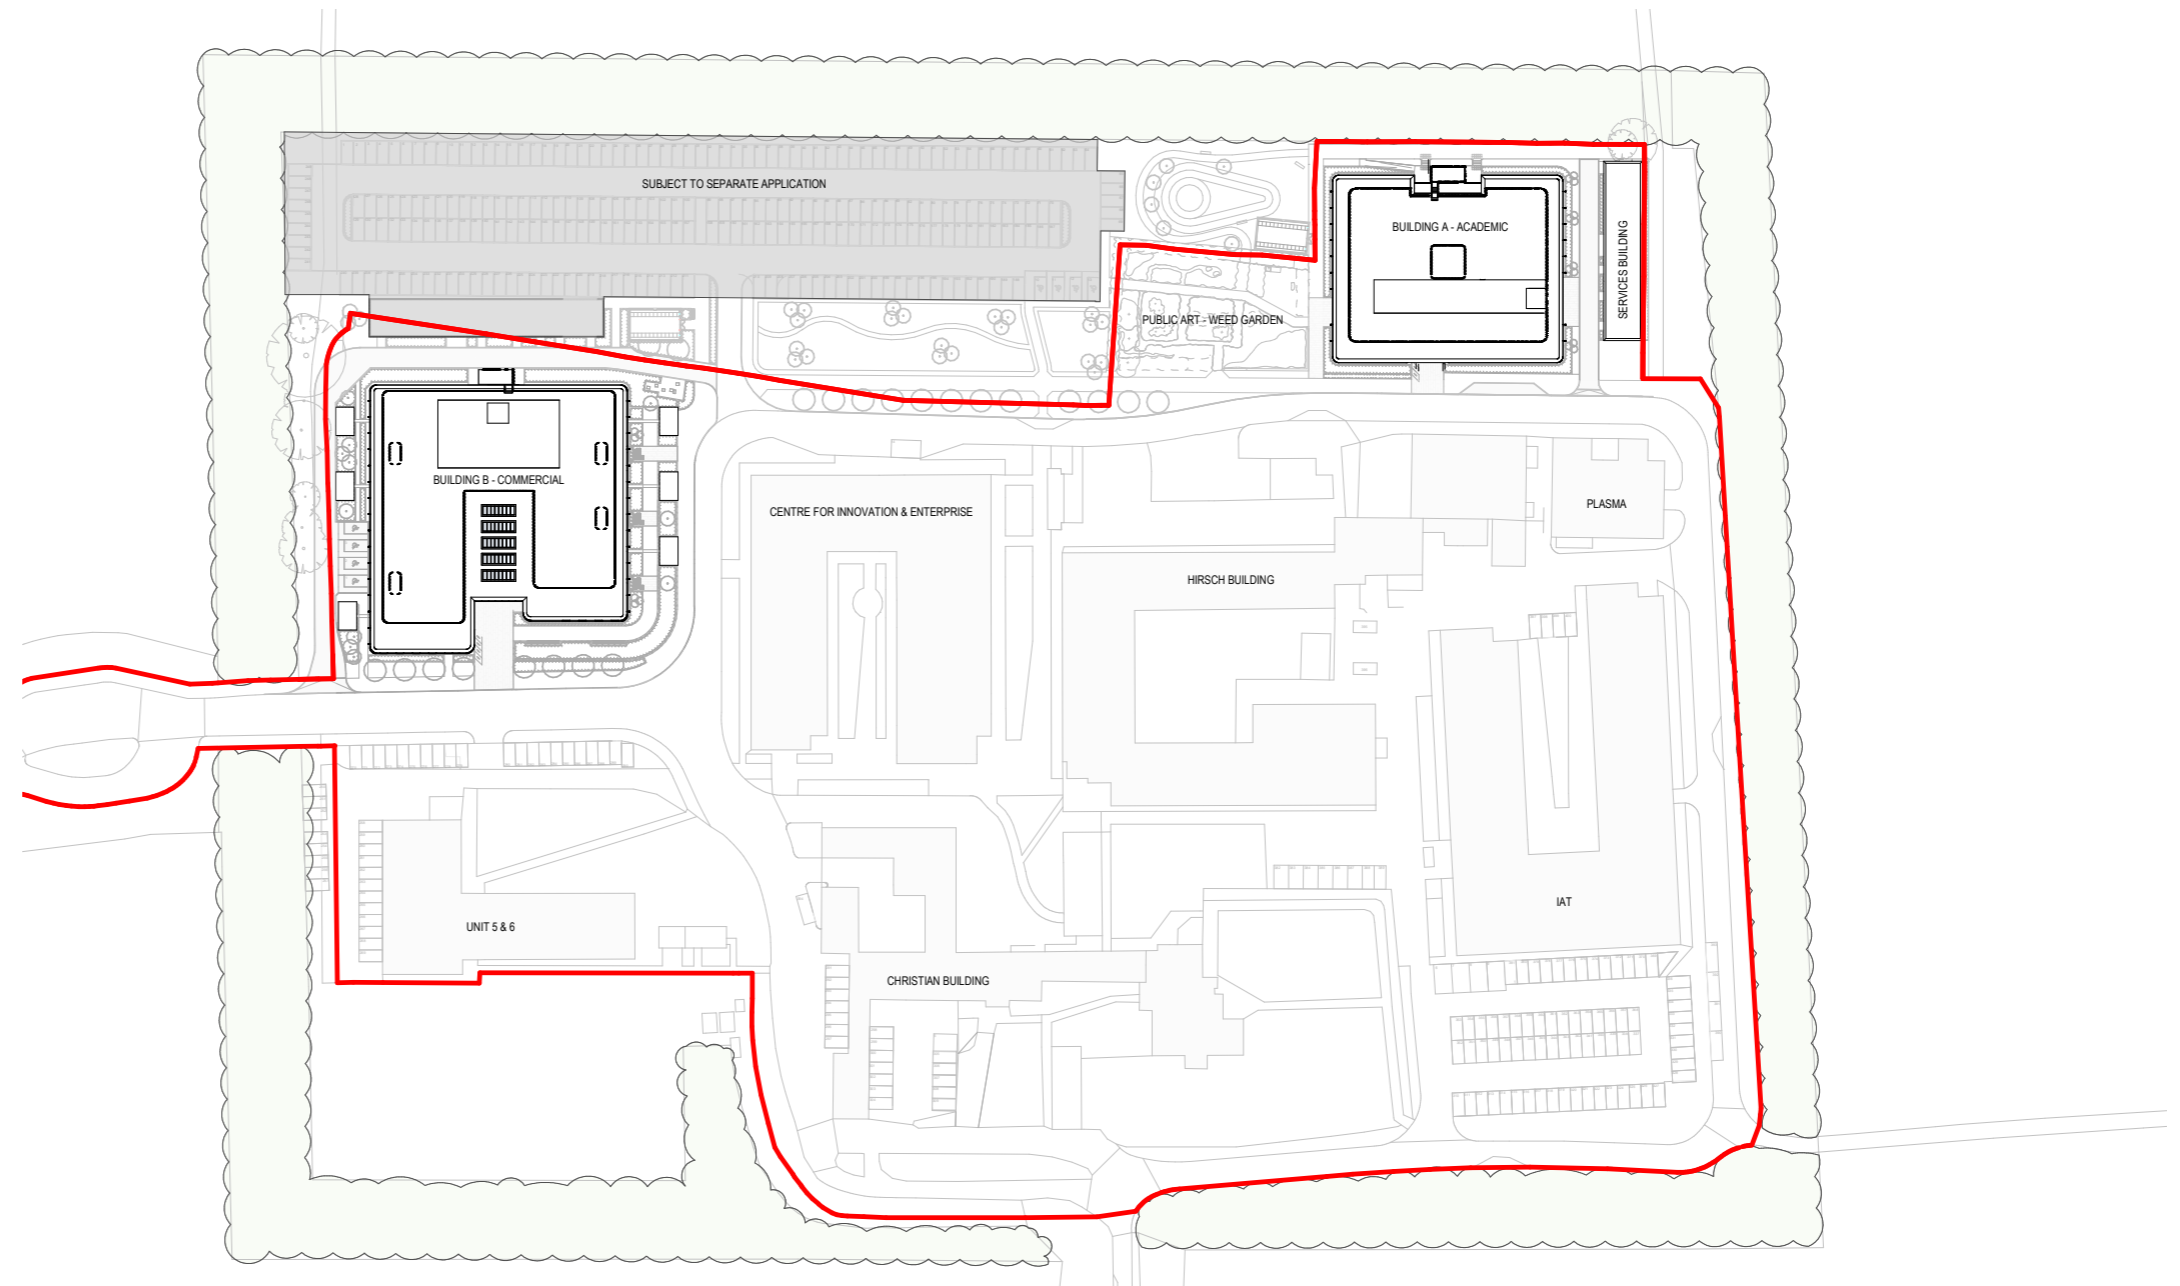 SUBJECT TO SEPARATE APPLICATION
BUILDING A - ACADEMIC
SERVICES BUILDING
PUBLIC ART - WEED GARDEN
BUILDING B - COMMERCIAL
CENTRE FOR INNOVATION & ENTERPRISE
PLASMA
HIRSCH BUILDING
IAT
UNIT 5 & 6
CHRISTIAN BUILDING